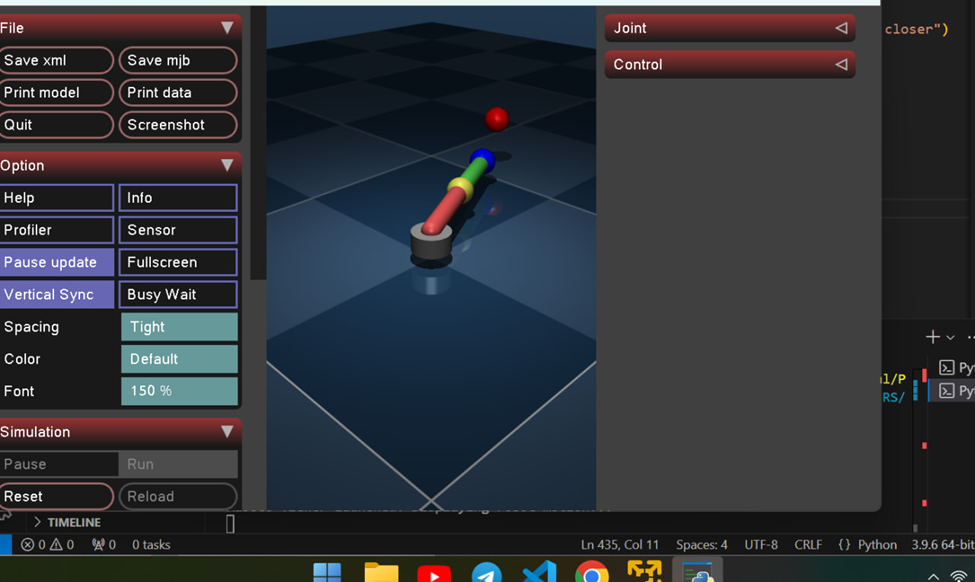 File
Save xml
Save mjb
Print model
Print data
Quit
Screenshot
Option
Help
Info
Profiler
Sensor
Pause update
Fullscreen
Vertical Sync
Busy Wait
Spacing
Tight
Color
Default
Font
150 %
Simulation
Pause
Run
Reset
Reload
Joint
Control
closer")
al/P
RS/
Py
Py
TIMELINE
0 0 0 0 tasks
Ln 435, Col 11 Spaces: 4 UTF-8 CRLF {} Python 3.9.6 64-bit